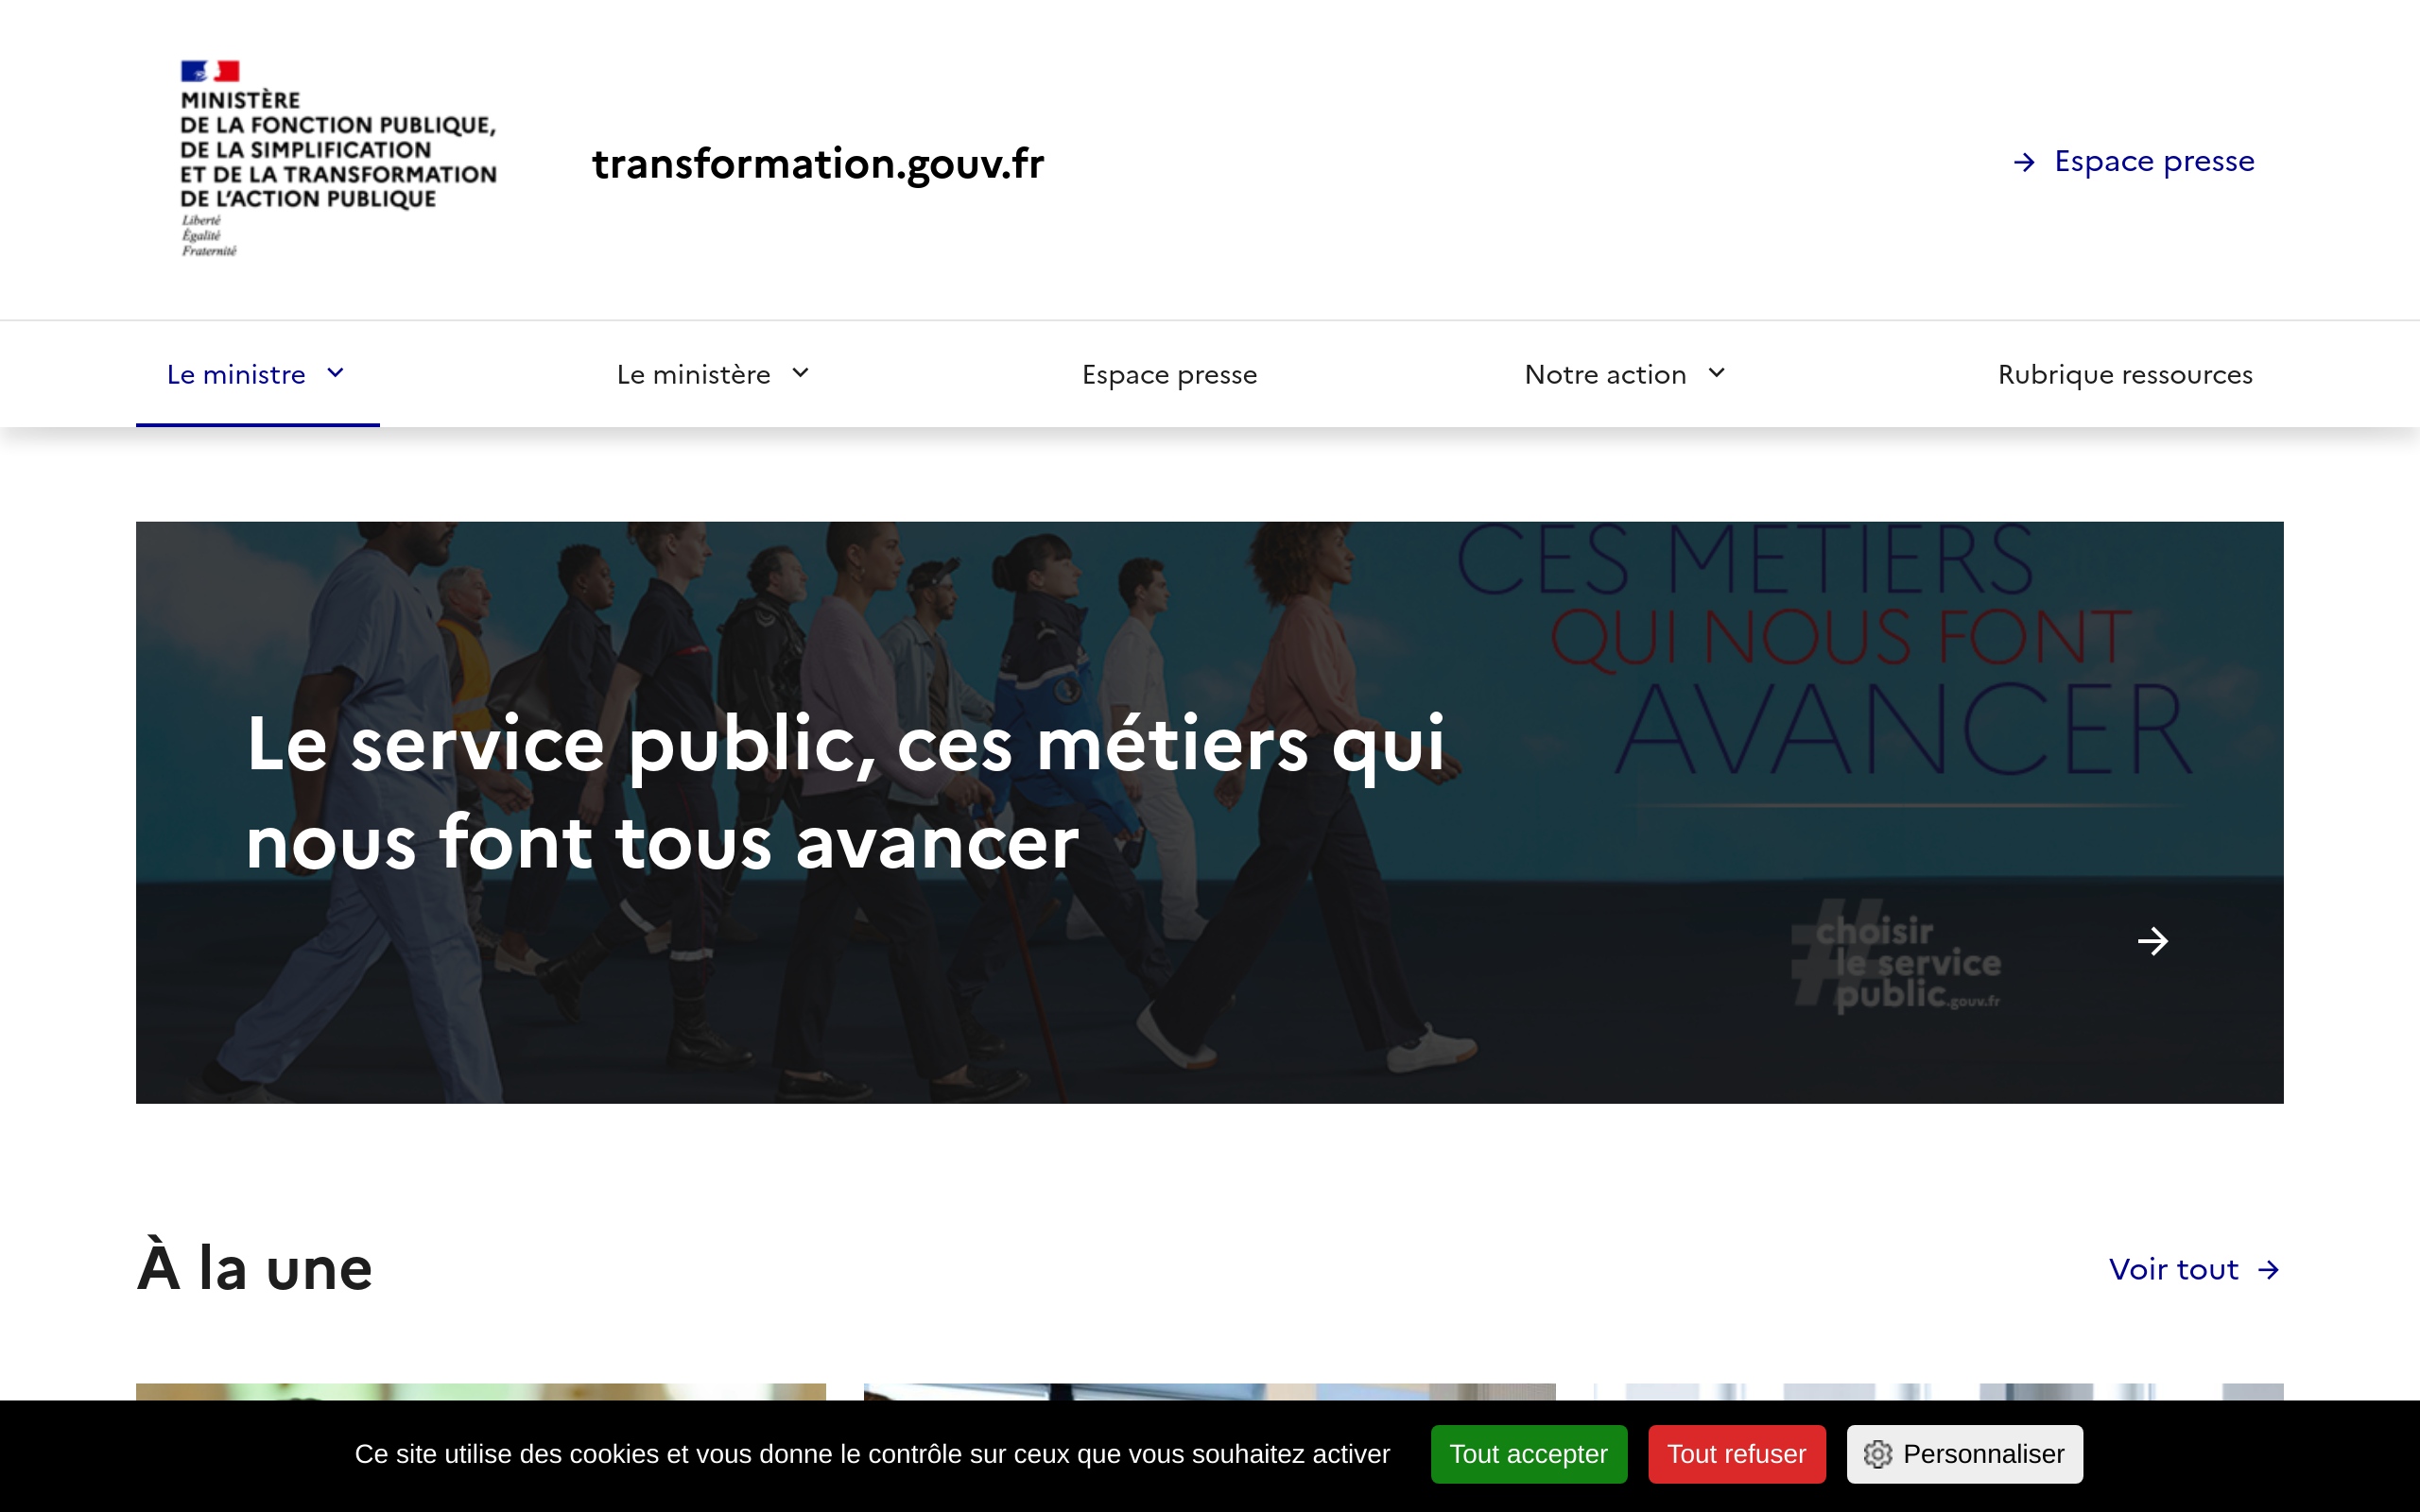 MINISTÈRE
DE LA FONCTION PUBLIQUE,
DE LA SIMPLIFICATION
ET DE LA TRANSFORMATION
DE L'ACTION PUBLIQUE
Liberté
Égalité
Fraternité
transformation.gouv.fr
Espace presse
Le ministre
Le ministère
Espace presse
Notre action
Rubrique ressources
CES MÉTIERS
QUI NOUS FONT
AVANCER
Le service public, ces métiers qui
nous font tous avancer
#choisir
le service
public.gouv.fr
À la une
Voir tout
Ce site utilise des cookies et vous donne le contrôle sur ceux que vous souhaitez activer
Tout accepter
Tout refuser
Personnaliser